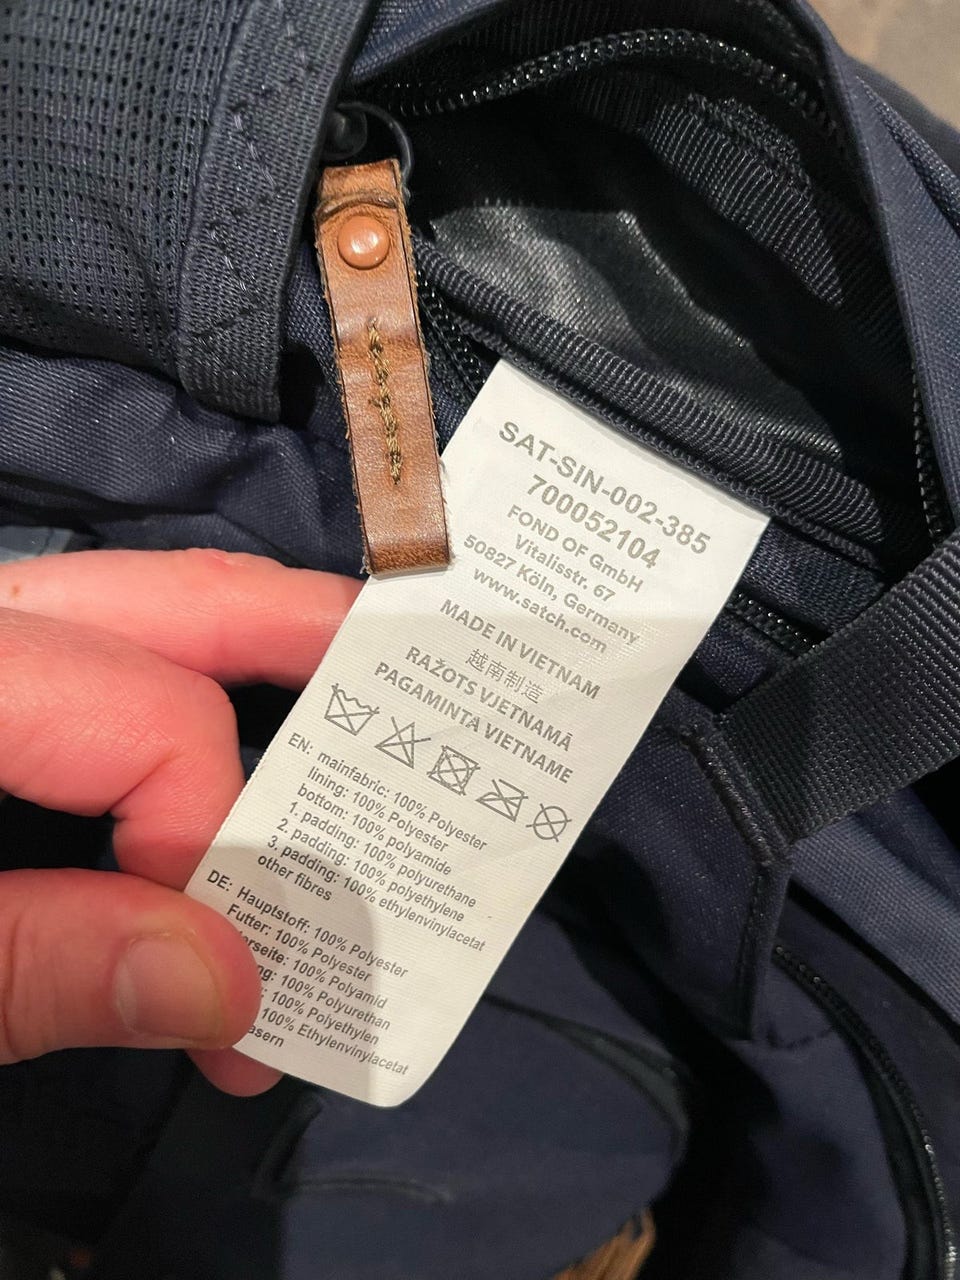 SAT-SIN-002-385
700052104
FOND OF GmbH
Vitalisstr. 67
50827 Köln, Germany
www.satch.com
MADE IN VIETNAM
越南制造
RAŽOTS VJETNAMĀ
PAGAMINTA VIETNAME
EN: mainfabric: 100% Polyester
lining: 100% Polyester
bottom: 100% polyamide
1. padding: 100% polyurethane
2. padding: 100% polyethylene
3. padding: 100% ethylenvinylacetat
other fibres
DE: Hauptstoff: 100% Polyester
Futter: 100% Polyester
erseite: 100% Polyamid
ng: 100% Polyurethan
: 100% Polyethylen
100% Ethylenvinylacetat
asern